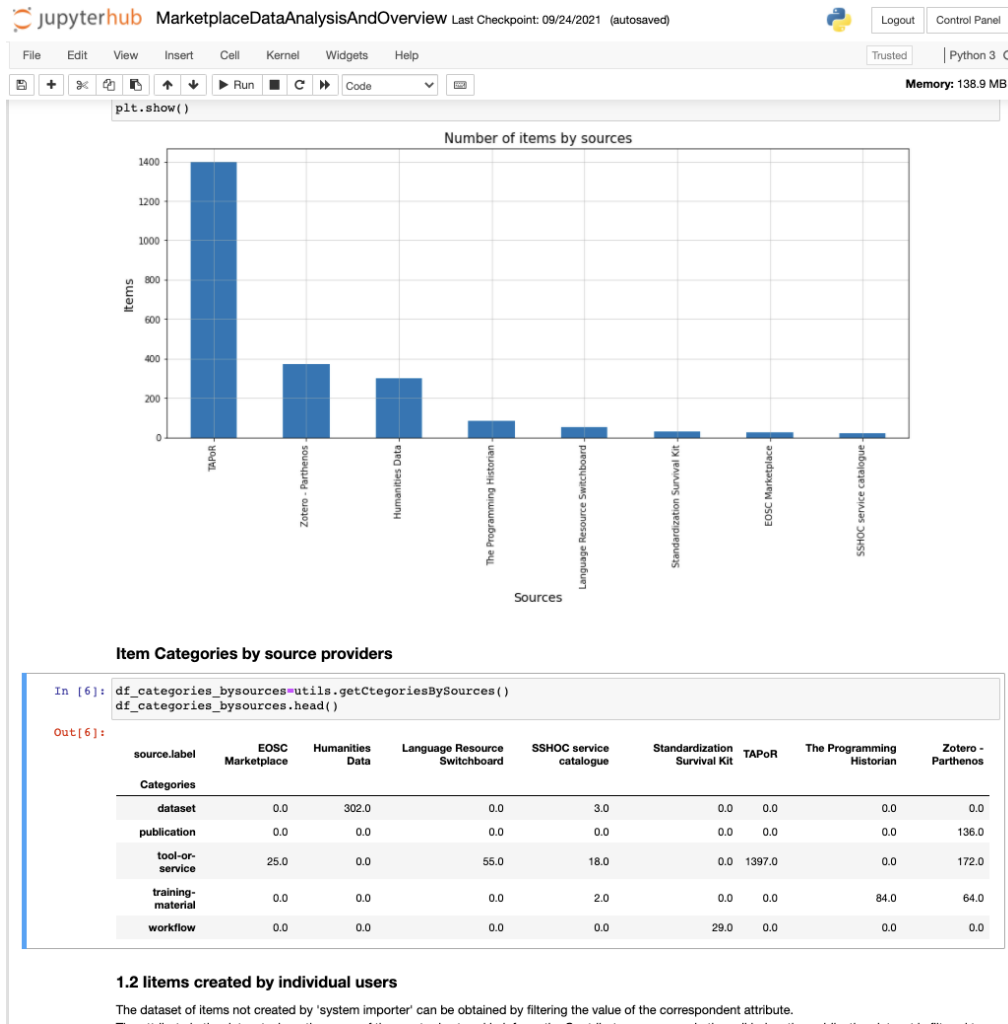 jupyterhub MarketplaceDataAnalysisAndOverview Last Checkpoint: 09/24/2021 (autosaved) Logout Control Panel
File Edit View Insert Cell Kernel Widgets Help Trusted Python 3
Run Code Memory: 138.9 MB
plt.show()
Number of items by sources
1400
1200
1000
800
600
400
200
0
Items
TAPoR
Zotero - Parthenos
Humanities Data
The Programming Historian
Language Resource Switchboard
Standardization Survival Kit
EOSC Marketplace
SSHOC service catalogue
Sources
Item Categories by source providers
In [6]: df_categories_bysources=utils.getCtegoriesBySources()
df_categories_bysources.head()
Out[6]:
source.label EOSC Marketplace Humanities Data Language Resource Switchboard SSHOC service catalogue Standardization Survival Kit TAPoR The Programming Historian Zotero - Parthenos
Categories
dataset 0.0 302.0 0.0 3.0 0.0 0.0 0.0 0.0
publication 0.0 0.0 0.0 0.0 0.0 0.0 0.0 136.0
tool-or-service 25.0 0.0 55.0 18.0 0.0 1397.0 0.0 172.0
training-material 0.0 0.0 0.0 2.0 0.0 0.0 84.0 64.0
workflow 0.0 0.0 0.0 0.0 29.0 0.0 0.0 0.0
1.2 Iitems created by individual users
The dataset of items not created by 'system importer' can be obtained by filtering the value of the correspondent attribute.